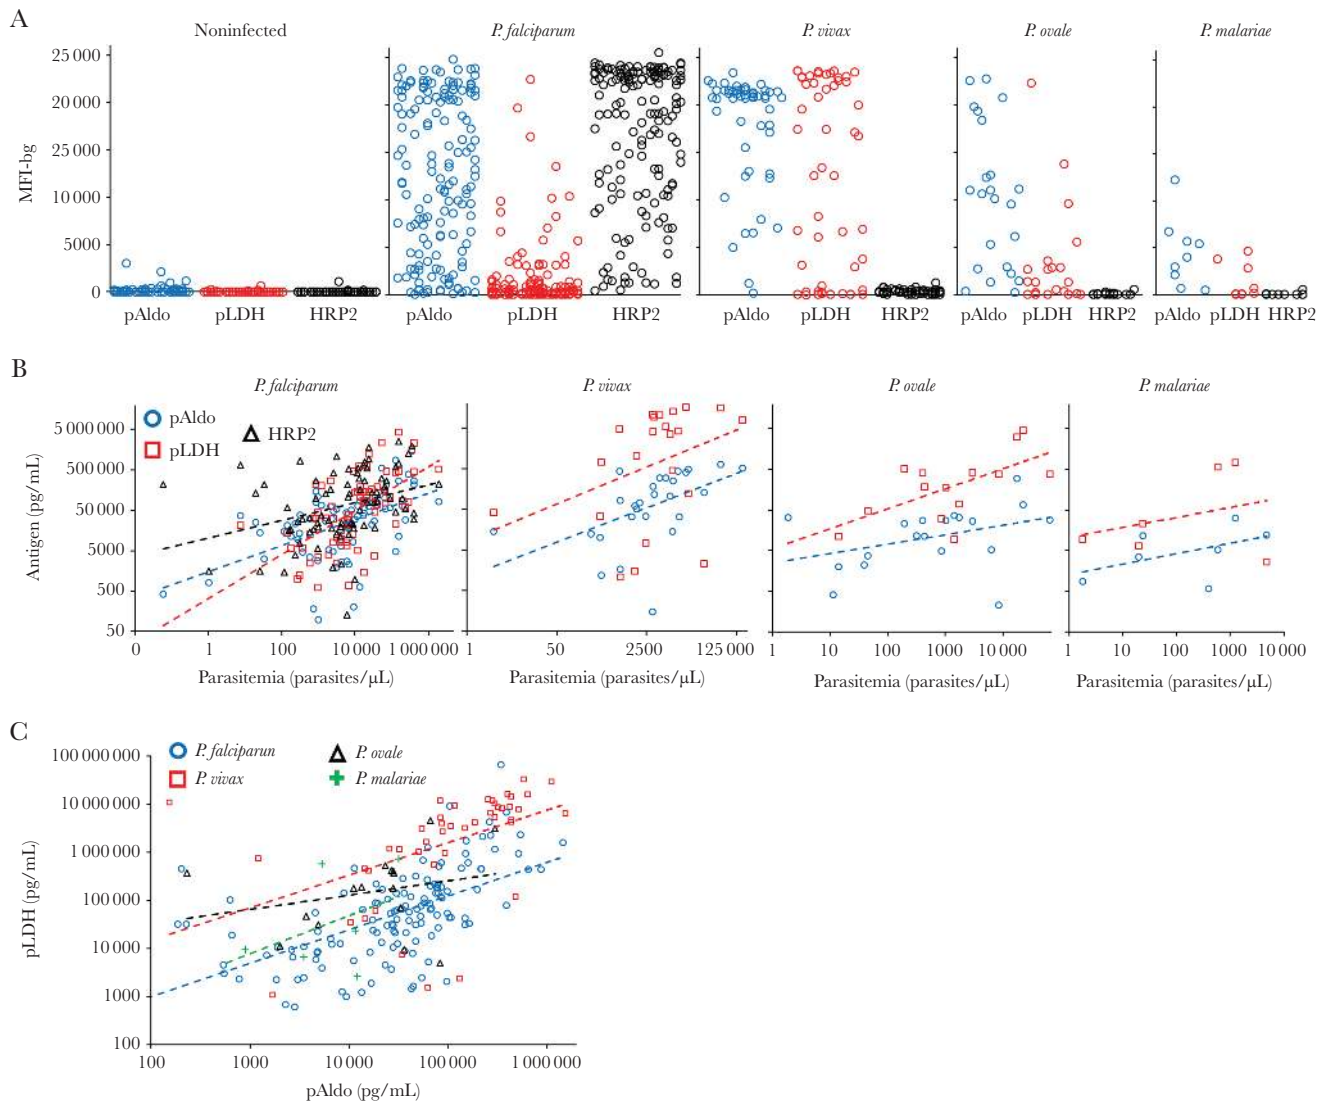 A
Noninfected
P. falciparum
P. vivax
P. ovale
P. malariae
MFI-bg
25 000
20 000
25 000
10 000
5000
0
pAldo pLDH HRP2
pAldo pLDH HRP2
pAldo pLDH HRP2
pAldo pLDH HRP2
pAldo pLDH HRP2
B
P. falciparum
P. vivax
P. ovale
P. malariae
pAldo
pLDH
HRP2
Antigen (pg/mL)
5 000 000
500 000
50 000
5000
500
50
0 1 100 10 000 1 000 000
1 50 2500 125 000
1 10 100 1000 10 000
1 10 100 1000 10 000
Parasitemia (parasites/μL)
Parasitemia (parasites/μL)
Parasitemia (parasites/μL)
Parasitemia (parasites/μL)
C
P. falciparun
P. ovale
P. vivax
P. malariae
pLDH (pg/mL)
100 000 000
10 000 000
1 000 000
100 000
10 000
1000
100
100 1000 10 000 100 000 1 000 000
pAldo (pg/mL)